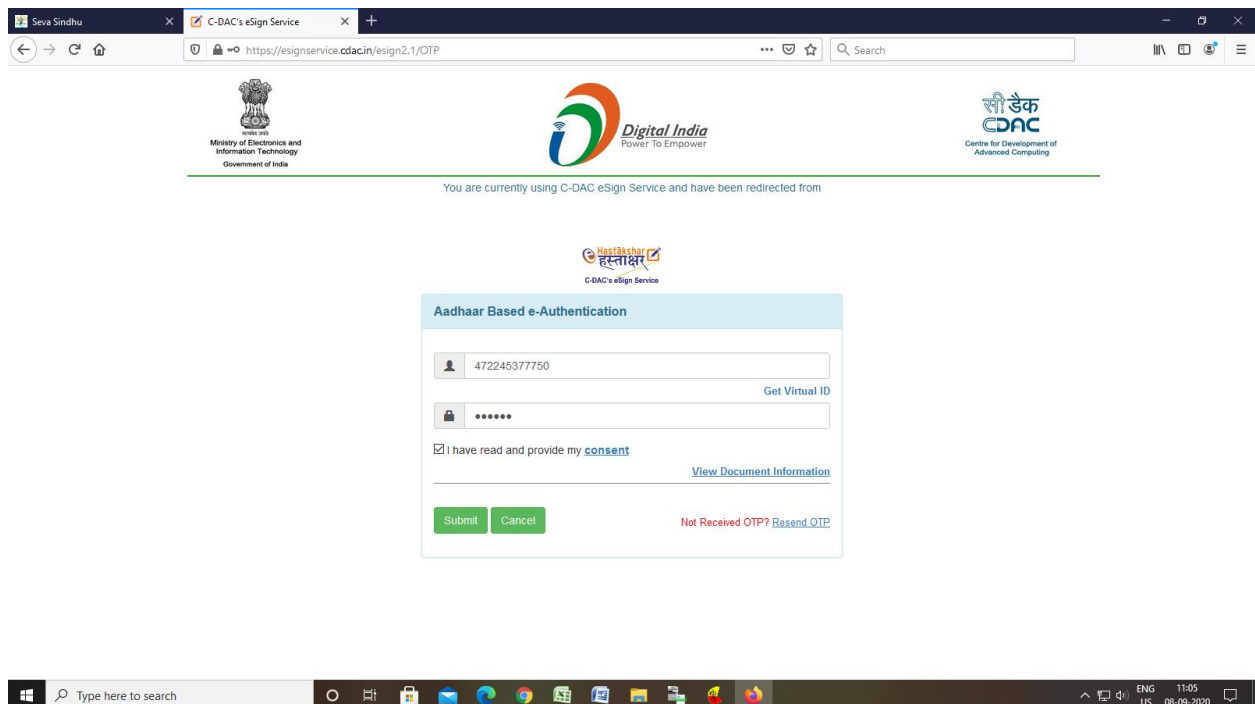 Seva Sindhu
C-DAC's eSign Service
https://esignservice.cdac.in/esign2.1/OTP
Search
Ministry of Electronics and
Information Technology
Government of India
Digital India
Power To Empower
सी डैक
CDAC
Centre for Development of
Advanced Computing
You are currently using C-DAC eSign Service and have been redirected from
e Hastākshar
हस्ताक्षर
C-DAC's eSign Service
Aadhaar Based e-Authentication
472245377750
Get Virtual ID
••••••
I have read and provide my consent
View Document Information
Submit Cancel Not Received OTP? Resend OTP
Type here to search
ENG 11:05
US 08-09-2020